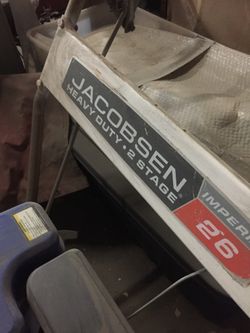 JACOBSEN
HEAVY DUTY • 2 STAGE
26